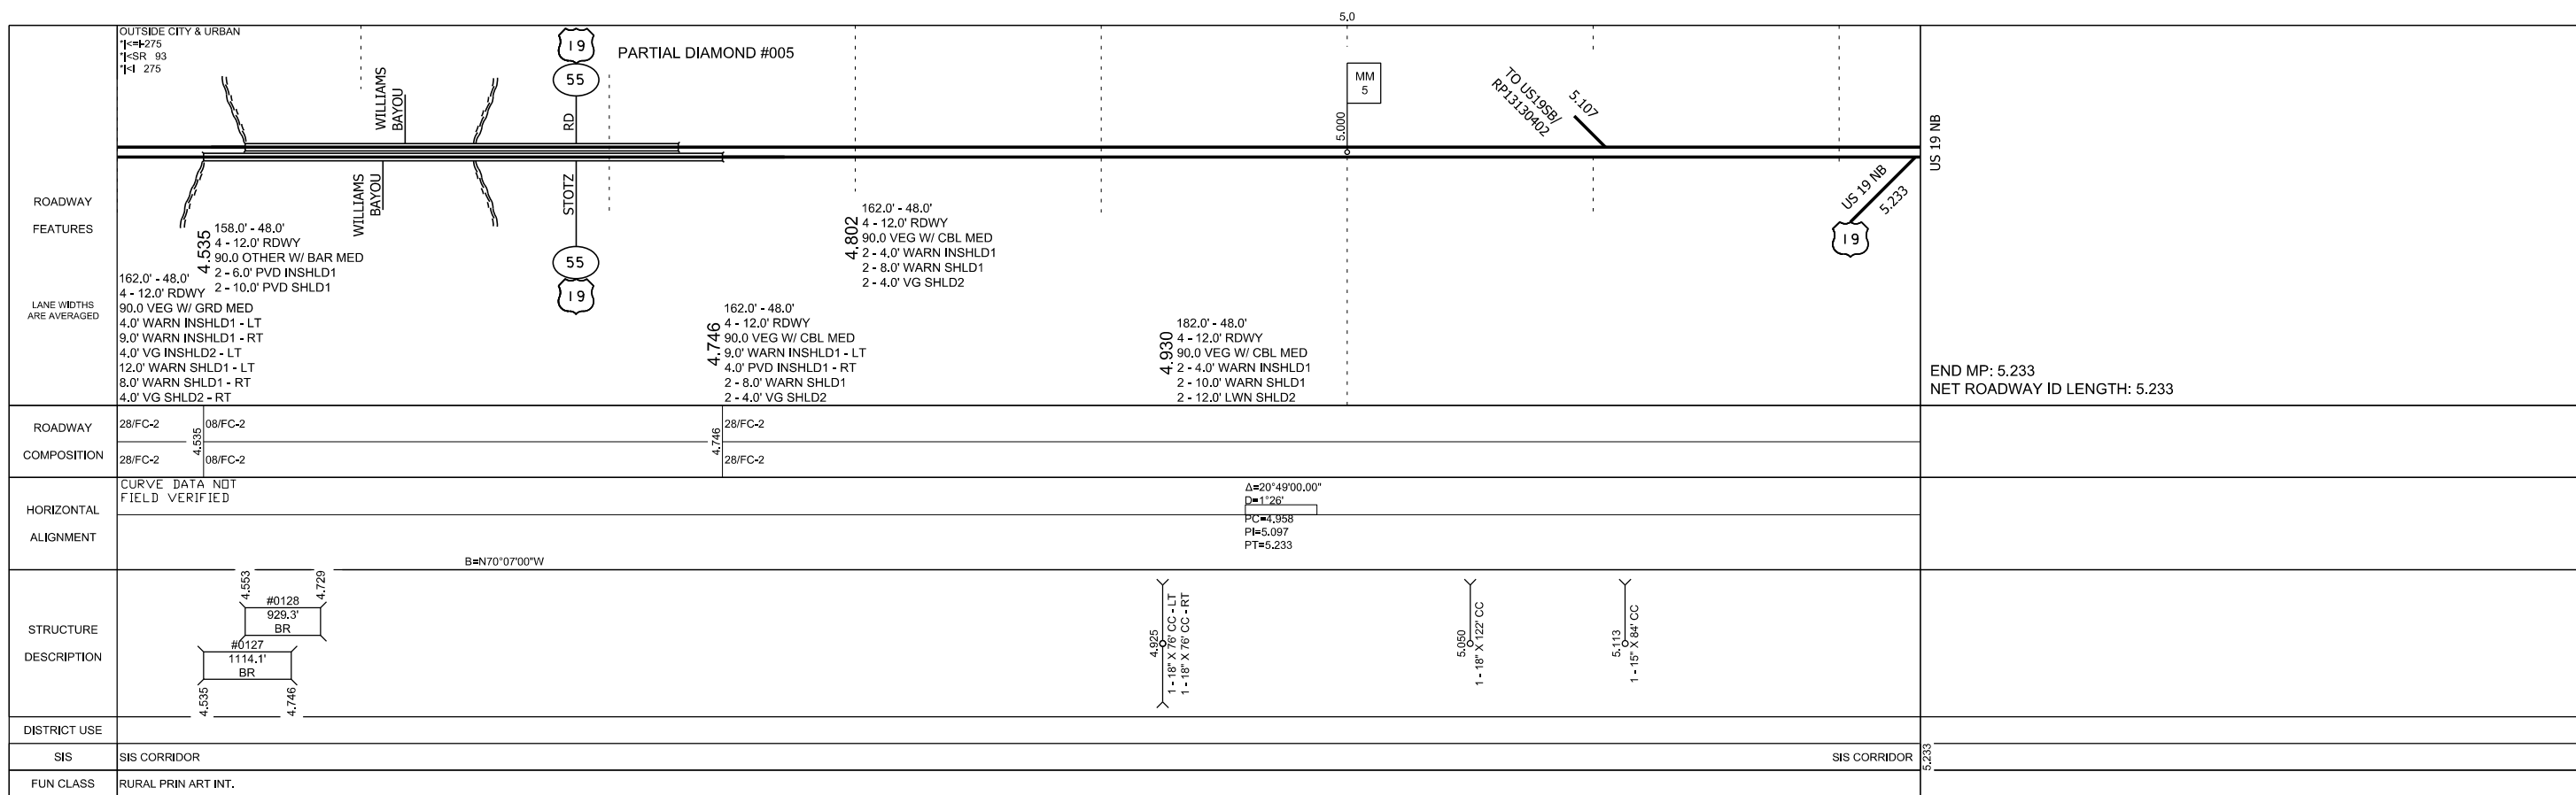 5.0
OUTSIDE CITY & URBAN
*|<=I-275
*|<SR 93
*|<I 275
19
55
PARTIAL DIAMOND #005
WILLIAMS
BAYOU
RD
MM
5
5.000
TO US19SB/
RP13130402
5.107
US 19 NB
WILLIAMS
BAYOU
STOTZ
55
19
US 19 NB
5.233
19
ROADWAY
FEATURES
LANE WIDTHS
ARE AVERAGED
162.0' - 48.0'
4 - 12.0' RDWY
90.0 VEG W/ GRD MED
4.0' WARN INSHLD1 - LT
9.0' WARN INSHLD1 - RT
4.0' VG INSHLD2 - LT
12.0' WARN SHLD1 - LT
8.0' WARN SHLD1 - RT
4.0' VG SHLD2 - RT
4.535
158.0' - 48.0'
4 - 12.0' RDWY
90.0 OTHER W/ BAR MED
2 - 6.0' PVD INSHLD1
2 - 10.0' PVD SHLD1
4.746
162.0' - 48.0'
4 - 12.0' RDWY
90.0 VEG W/ CBL MED
9.0' WARN INSHLD1 - LT
4.0' PVD INSHLD1 - RT
2 - 8.0' WARN SHLD1
2 - 4.0' VG SHLD2
4.802
162.0' - 48.0'
4 - 12.0' RDWY
90.0 VEG W/ CBL MED
2 - 4.0' WARN INSHLD1
2 - 8.0' WARN SHLD1
2 - 4.0' VG SHLD2
4.930
182.0' - 48.0'
4 - 12.0' RDWY
90.0 VEG W/ CBL MED
2 - 4.0' WARN INSHLD1
2 - 10.0' WARN SHLD1
2 - 12.0' LWN SHLD2
END MP: 5.233
NET ROADWAY ID LENGTH: 5.233
ROADWAY
COMPOSITION
28/FC-2
4.535
08/FC-2
4.746
28/FC-2
28/FC-2
08/FC-2
28/FC-2
HORIZONTAL
ALIGNMENT
CURVE DATA NOT
FIELD VERIFIED
B=N70°07'00"W
Δ=20°49'00.00"
D=1°26'
PC=4.958
PI=5.097
PT=5.233
STRUCTURE
DESCRIPTION
4.553
4.729
#0128
929.3'
BR
#0127
1114.1'
BR
4.535
4.746
4.925
1 - 18" X 76' CC - LT
1 - 18" X 76' CC - RT
5.050
1 - 18" X 122' CC
5.113
1 - 15" X 84' CC
DISTRICT USE
SIS
SIS CORRIDOR
SIS CORRIDOR
5.233
FUN CLASS
RURAL PRIN ART INT.